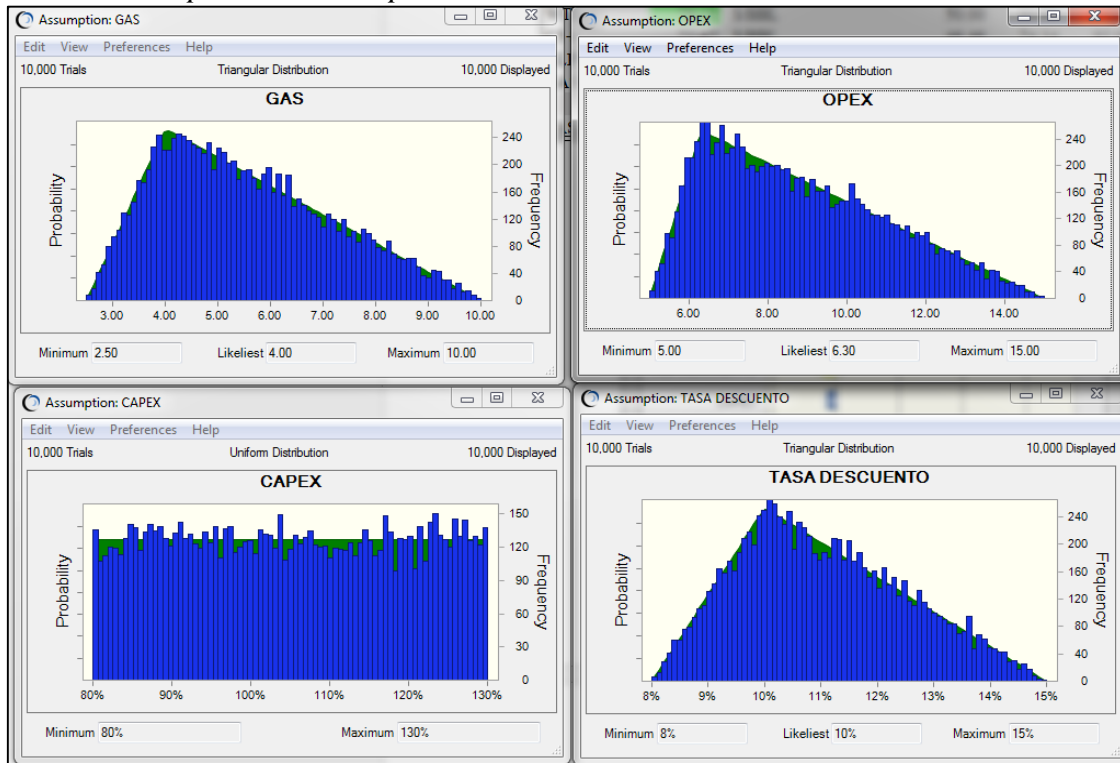 Assumption: GAS
Edit View Preferences Help
10,000 Trials Triangular Distribution 10,000 Displayed
GAS
Probability
Frequency
240
200
160
120
80
40
0
3.00 4.00 5.00 6.00 7.00 8.00 9.00 10.00
Minimum 2.50 Likeliest 4.00 Maximum 10.00
Assumption: OPEX
Edit View Preferences Help
10,000 Trials Triangular Distribution 10,000 Displayed
OPEX
Probability
Frequency
240
200
160
120
80
40
0
6.00 8.00 10.00 12.00 14.00
Minimum 5.00 Likeliest 6.30 Maximum 15.00
Assumption: CAPEX
Edit View Preferences Help
10,000 Trials Uniform Distribution 10,000 Displayed
CAPEX
Probability
Frequency
150
120
90
60
30
0
80% 90% 100% 110% 120% 130%
Minimum 80% Maximum 130%
Assumption: TASA DESCUENTO
Edit View Preferences Help
10,000 Trials Triangular Distribution 10,000 Displayed
TASA DESCUENTO
Probability
Frequency
240
200
160
120
80
40
0
8% 9% 10% 11% 12% 13% 14% 15%
Minimum 8% Likeliest 10% Maximum 15%